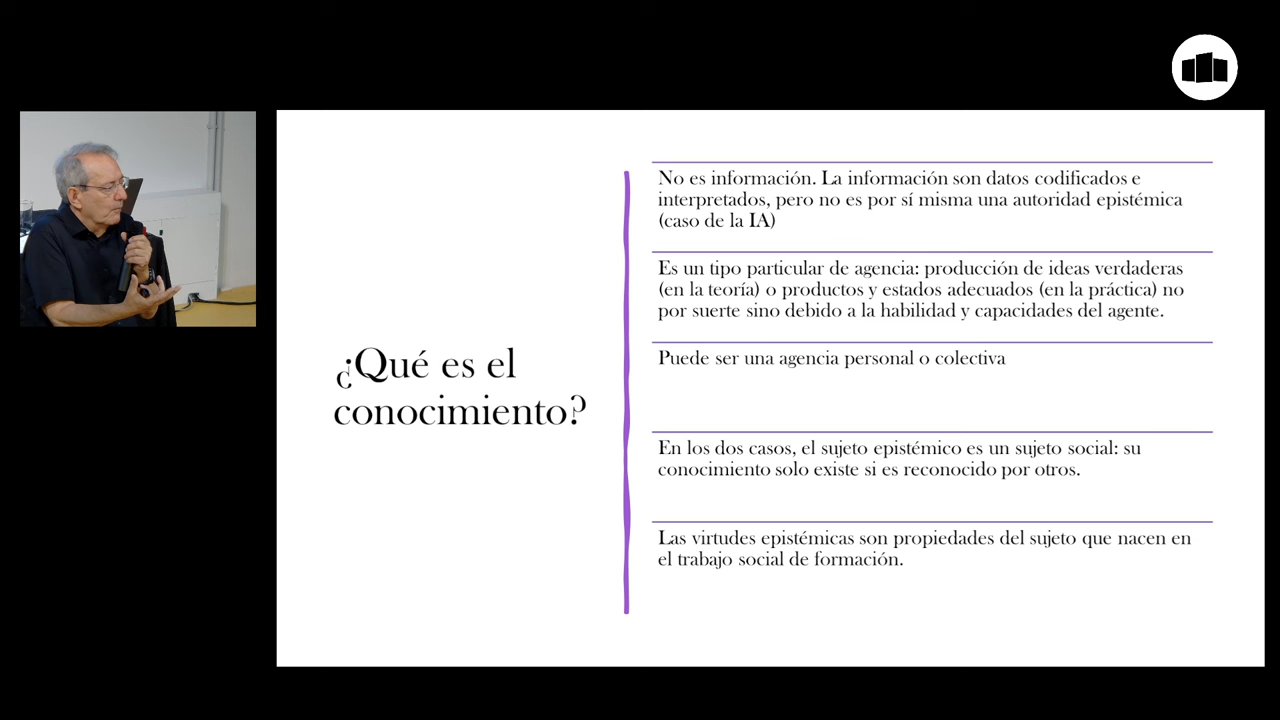 ¿Qué es el
conocimiento?
No es información. La información son datos codificados e
interpretados, pero no es por sí misma una autoridad epistémica
(caso de la IA)
Es un tipo particular de agencia: producción de ideas verdaderas
(en la teoría) o productos y estados adecuados (en la práctica) no
por suerte sino debido a la habilidad y capacidades del agente.
Puede ser una agencia personal o colectiva
En los dos casos, el sujeto epistémico es un sujeto social: su
conocimiento solo existe si es reconocido por otros.
Las virtudes epistémicas son propiedades del sujeto que nacen en
el trabajo social de formación.